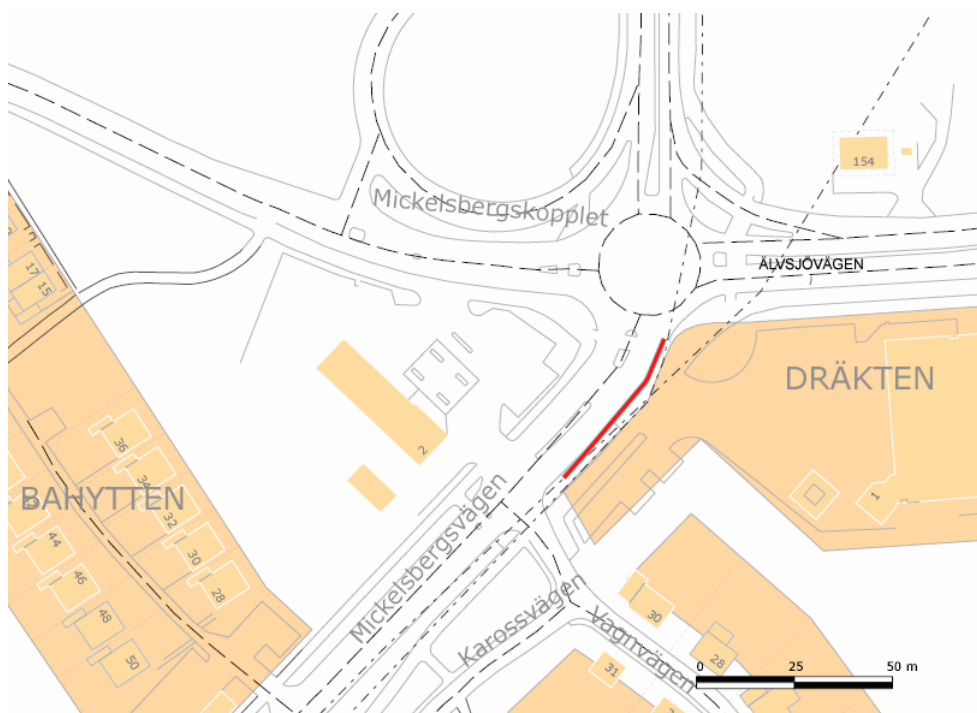 154
Mickelsbergskopplet
ÄLVSJÖVÄGEN
17
15
DRÄKTEN
36
2
34
BAHYTTEN
1
32
44
30
46
28
Mickelsbergsvägen
48
50
Karossvägen
30
Vagnvägen
28
31
0 25 50 m